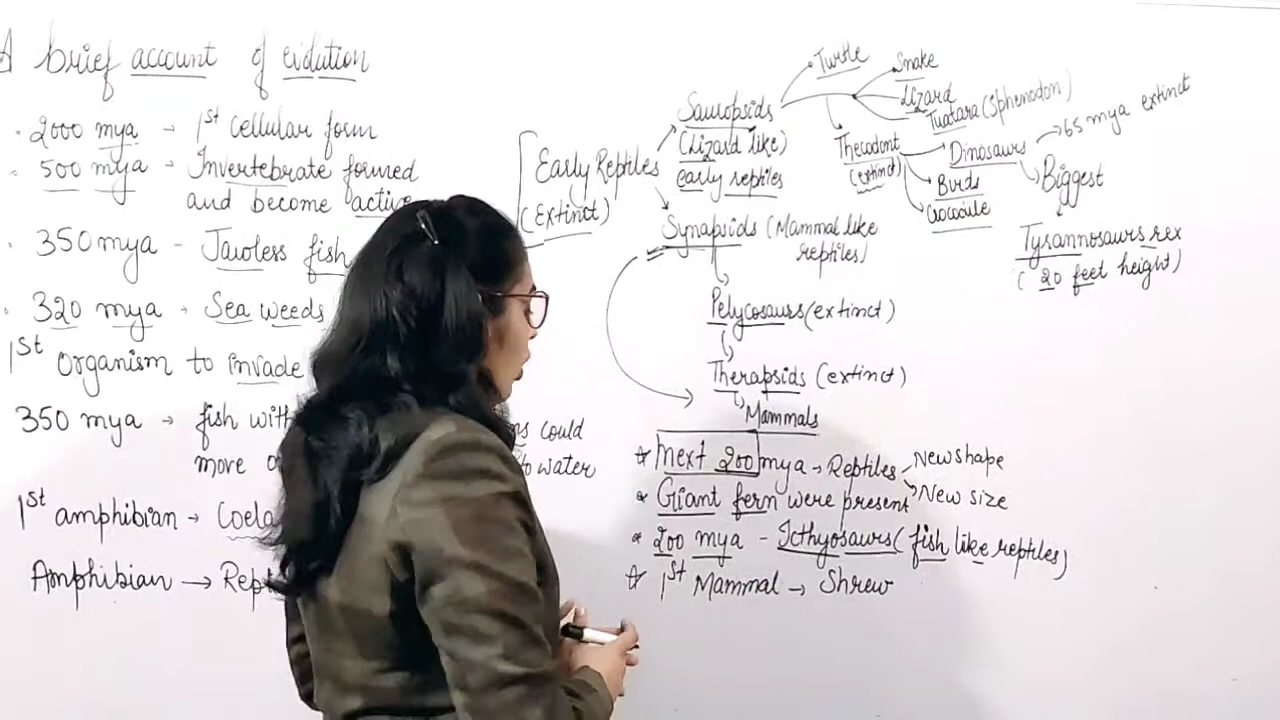 A brief account of evolution
2000 mya → 1st cellular form
500 mya → Invertebrate formed
and become active
350 mya - Jawless fish
320 mya - Sea weeds
1st Organism to invade
350 mya → fish with
could
more
to water
1st amphibian → Coela
Amphibian → Rept
Early Reptiles
(Extinct)
Sauropsids
(Lizard like)
early reptiles
Turtle
Snake
Lizard
Tuatara (Sphenodon)
Thecodont
(extinct)
Dinosaurs
65 mya extinct
Biggest
Tyrannosaurs rex
(20 feet height)
Birds
Crocodile
Synapsids (Mammal like
reptiles)
Pelycosaurs (extinct)
Therapsids (extinct)
Mammals
☆ next 200 mya → Reptiles
New shape
New size
* Giant fern were present
* 200 mya - Icthyosaurs (fish like reptiles)
☆ 1st Mammal → Shrew